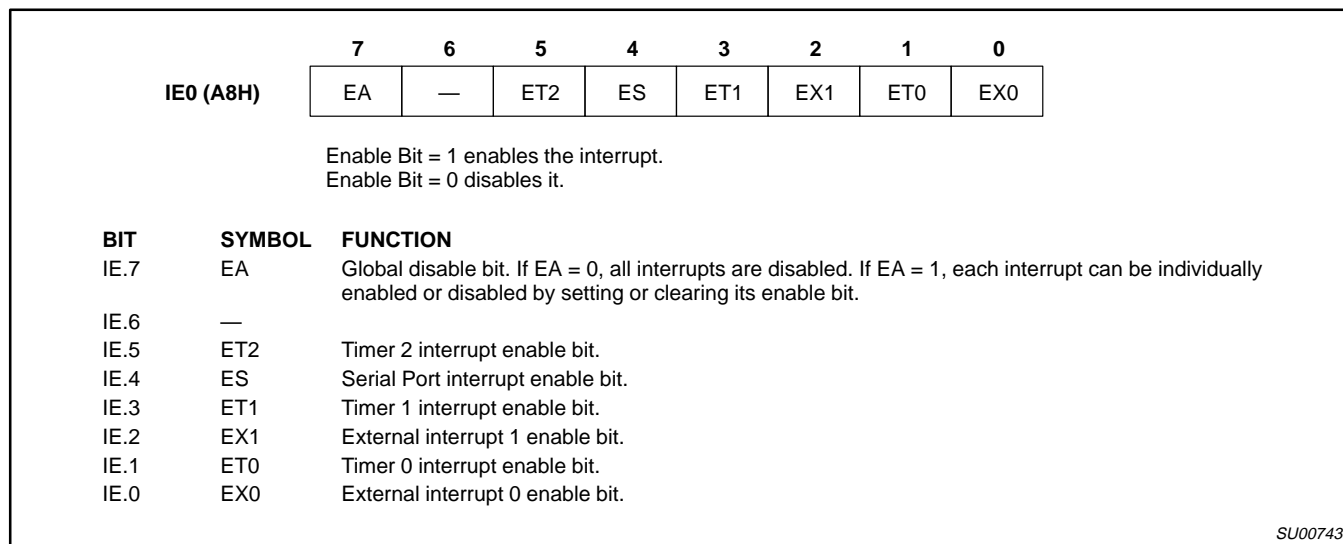 7 6 5 4 3 2 1 0
IE0 (A8H) EA — ET2 ES ET1 EX1 ET0 EX0
Enable Bit = 1 enables the interrupt.
Enable Bit = 0 disables it.
BIT SYMBOL FUNCTION
IE.7 EA Global disable bit. If EA = 0, all interrupts are disabled. If EA = 1, each interrupt can be individually
enabled or disabled by setting or clearing its enable bit.
IE.6 —
IE.5 ET2 Timer 2 interrupt enable bit.
IE.4 ES Serial Port interrupt enable bit.
IE.3 ET1 Timer 1 interrupt enable bit.
IE.2 EX1 External interrupt 1 enable bit.
IE.1 ET0 Timer 0 interrupt enable bit.
IE.0 EX0 External interrupt 0 enable bit.
SU00743